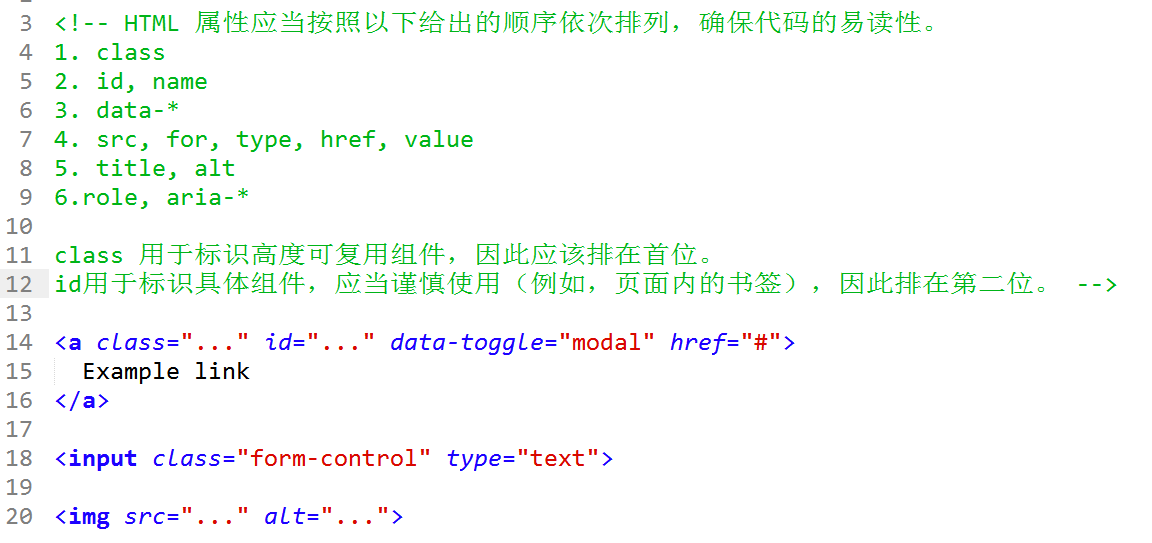 3 <!-- HTML 属性应当按照以下给出的顺序依次排列，确保代码的易读性。
4 1. class
5 2. id, name
6 3. data-*
7 4. src, for, type, href, value
8 5. title, alt
9 6.role, aria-*
10
11 class 用于标识高度可复用组件，因此应该排在首位。
12 id用于标识具体组件，应当谨慎使用（例如，页面内的书签），因此排在第二位。 -->
13
14 <a class="..." id="..." data-toggle="modal" href="#">
15   Example link
16 </a>
17
18 <input class="form-control" type="text">
19
20 <img src="..." alt="...">